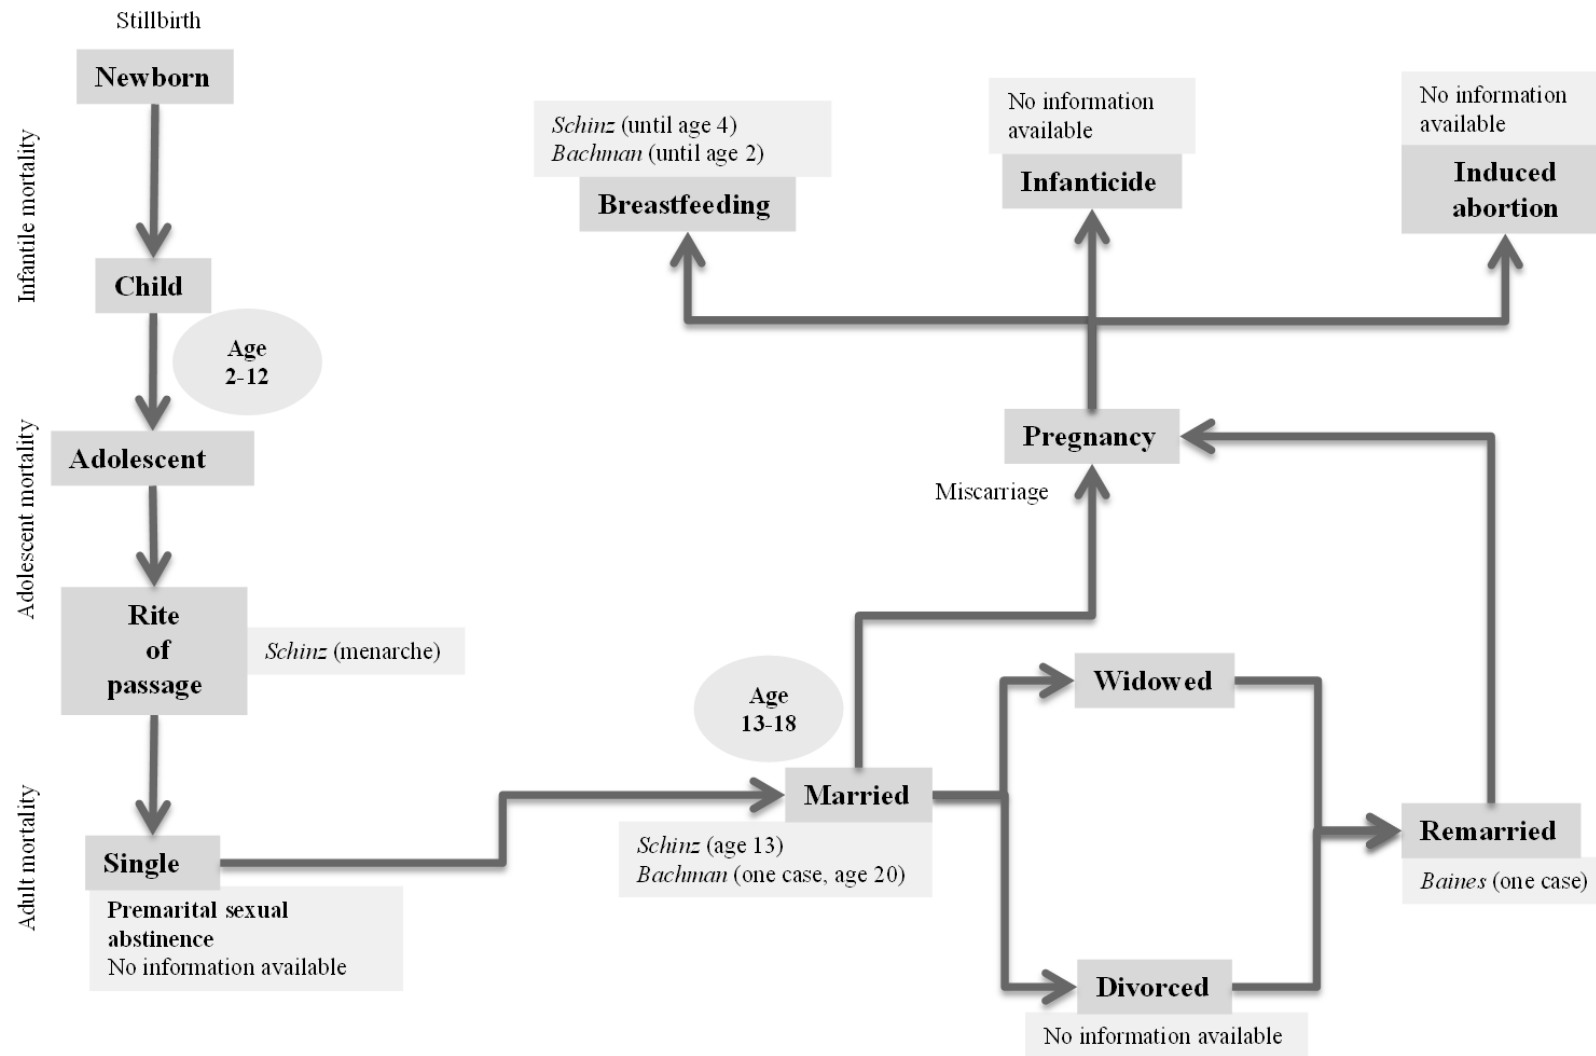 Stillbirth
Newborn
Infantile mortality
Child
Age
2-12
Adolescent mortality
Adolescent
Rite
of
passage
Schinz (menarche)
Adult mortality
Single
Premarital sexual
abstinence
No information available
Age
13-18
Married
Schinz (age 13)
Bachman (one case, age 20)
Widowed
Divorced
No information available
Remarried
Baines (one case)
Pregnancy
Miscarriage
Schinz (until age 4)
Bachman (until age 2)
Breastfeeding
No information
available
Infanticide
No information
available
Induced
abortion